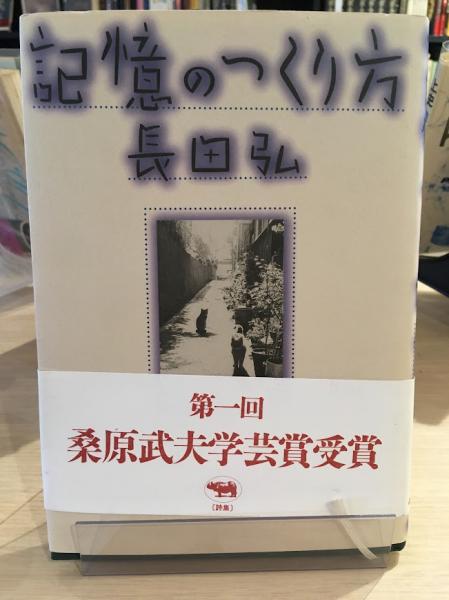 記憶のつくり方
長田弘
第一回
桑原武夫学芸賞受賞
〔詩集〕